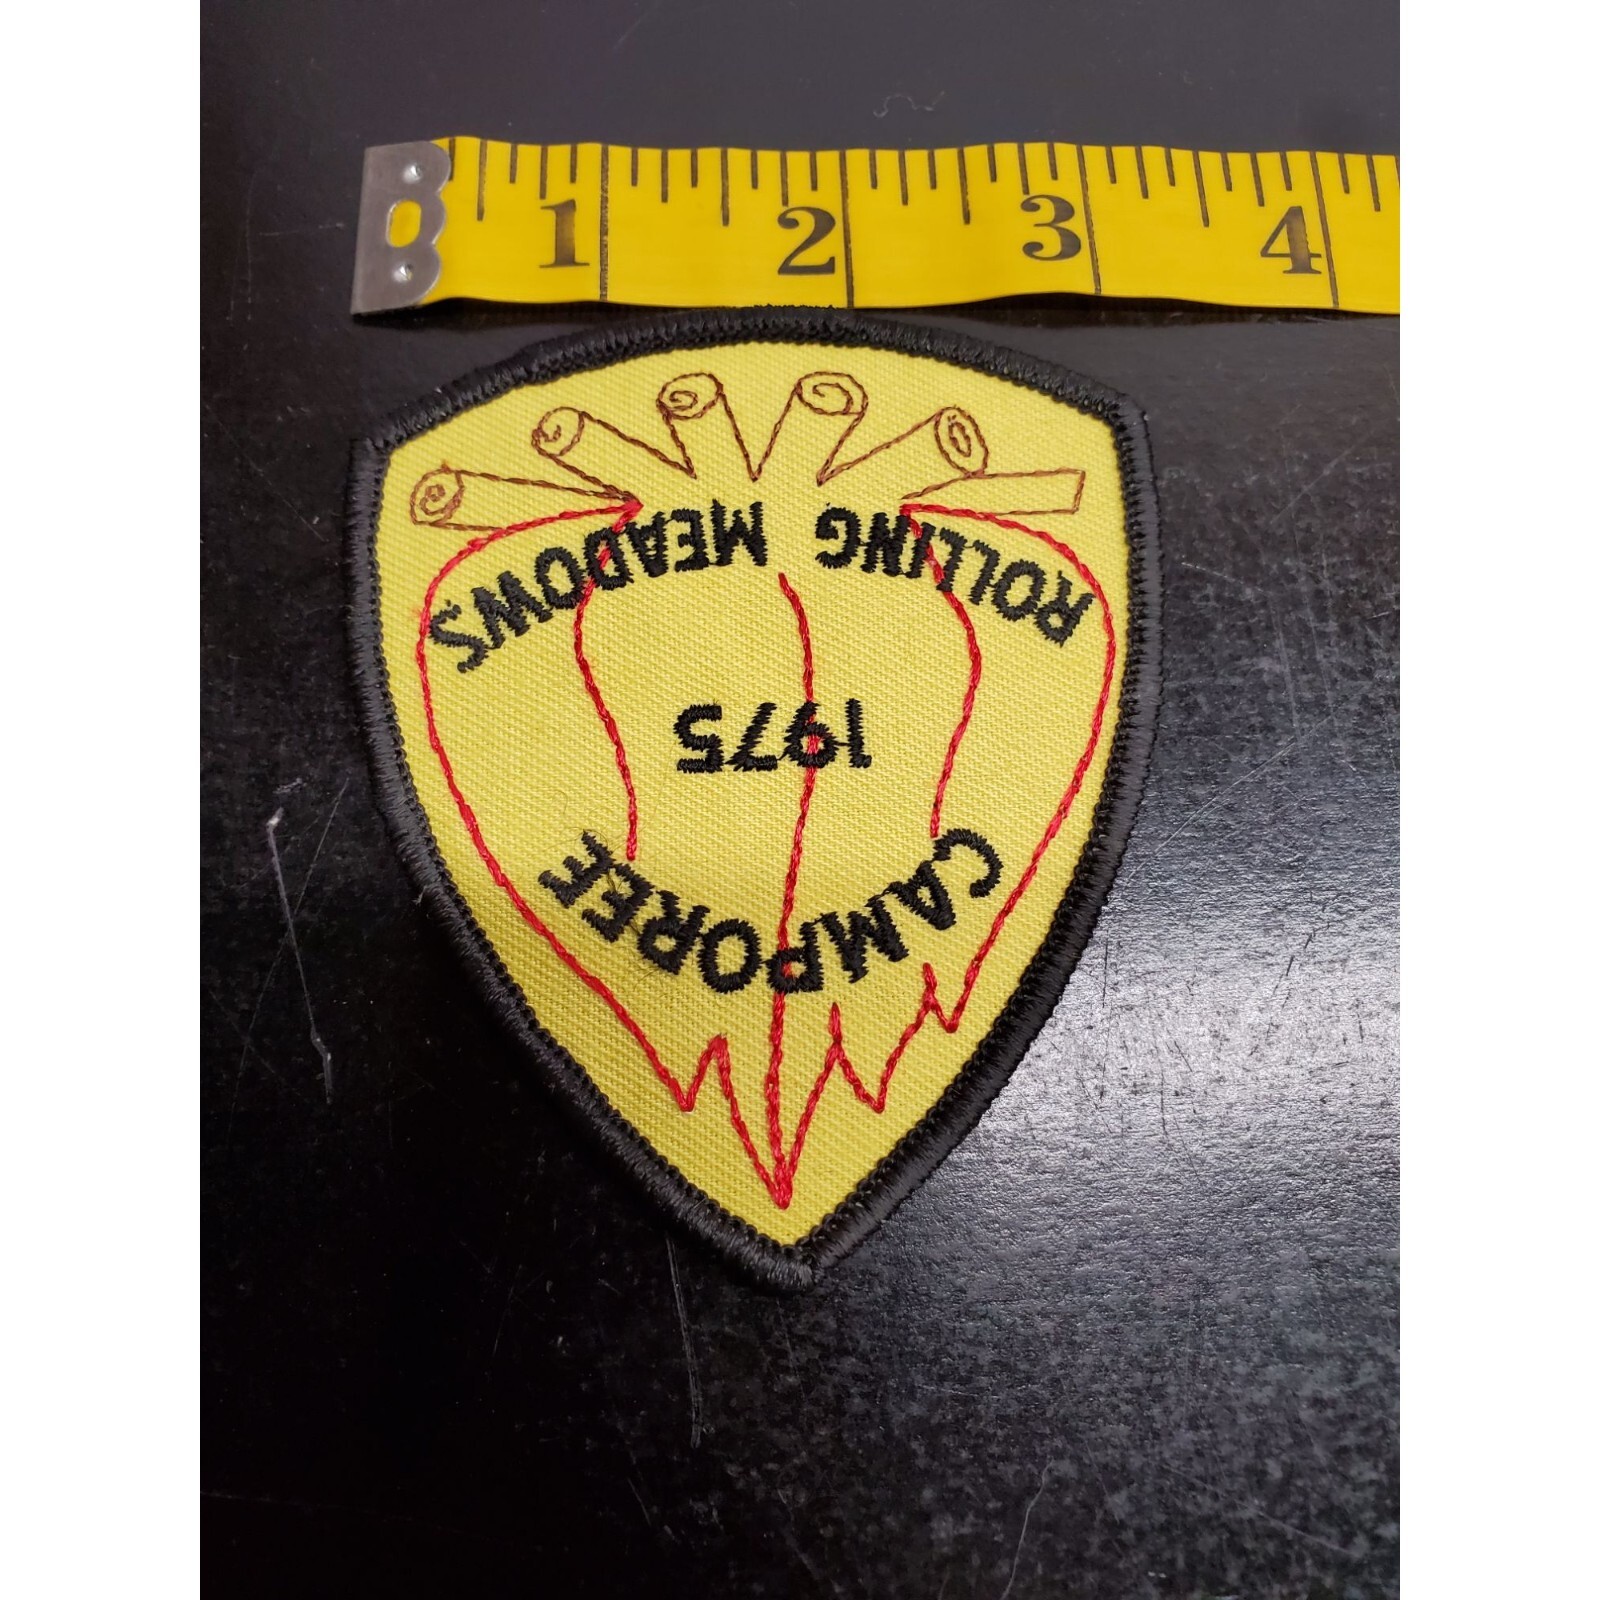 1 2 3 4
CAMPOREE
1975
ROLLING MEADOWS